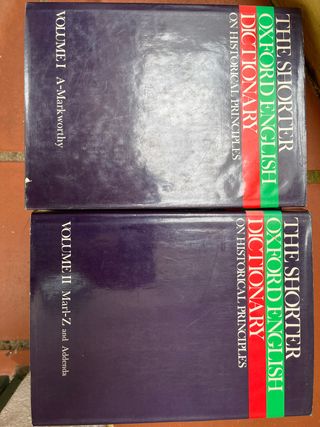 THE SHORTER
OXFORD ENGLISH
DICTIONARY
ON HISTORICAL PRINCIPLES
VOLUME I A-Markworthy
THE SHORTER
OXFORD ENGLISH
DICTIONARY
ON HISTORICAL PRINCIPLES
VOLUME II Marl-Z and Addenda